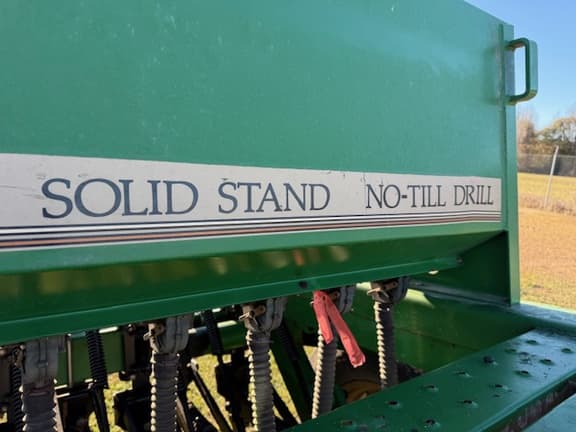 SOLID STAND NO-TILL DRILL